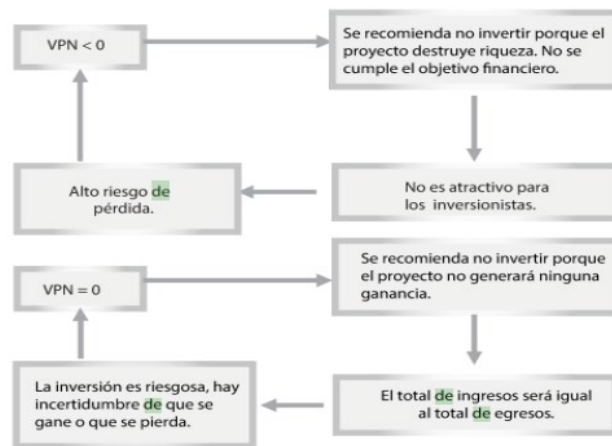 VPN < 0
Se recomienda no invertir porque el
proyecto destruye riqueza. No se
cumple el objetivo financiero.
Alto riesgo de
pérdida.
No es atractivo para
los inversionistas.
VPN = 0
Se recomienda no invertir porque
el proyecto no generará ninguna
ganancia.
La inversión es riesgosa, hay
incertidumbre de que se
gane o que se pierda.
El total de ingresos será igual
al total de egresos.